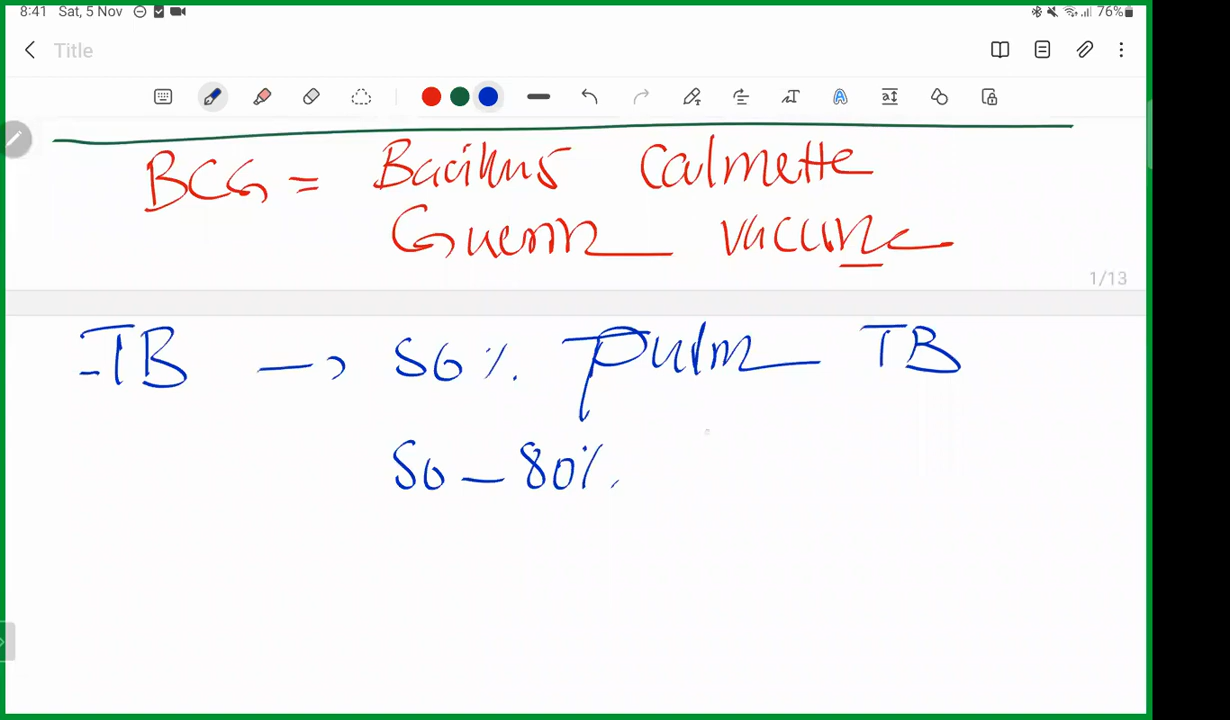 8:41 Sat, 5 Nov 76%
Title
BCG = Bacillus Calmette
Guerin vaccine
1/13
-TB → 50% Pulm TB
50 - 80%